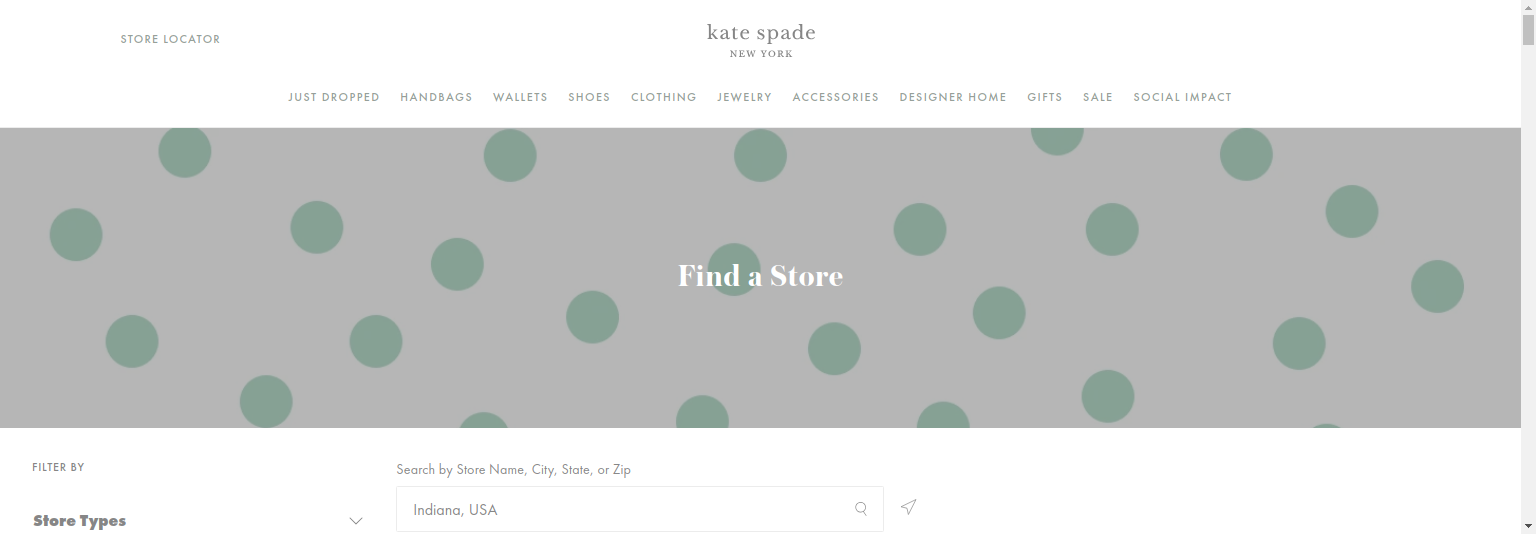 STORE LOCATOR
kate spade
NEW YORK
JUST DROPPED HANDBAGS WALLETS SHOES CLOTHING JEWELRY ACCESSORIES DESIGNER HOME GIFTS SALE SOCIAL IMPACT
Find a Store
FILTER BY
Store Types
Search by Store Name, City, State, or Zip
Indiana, USA